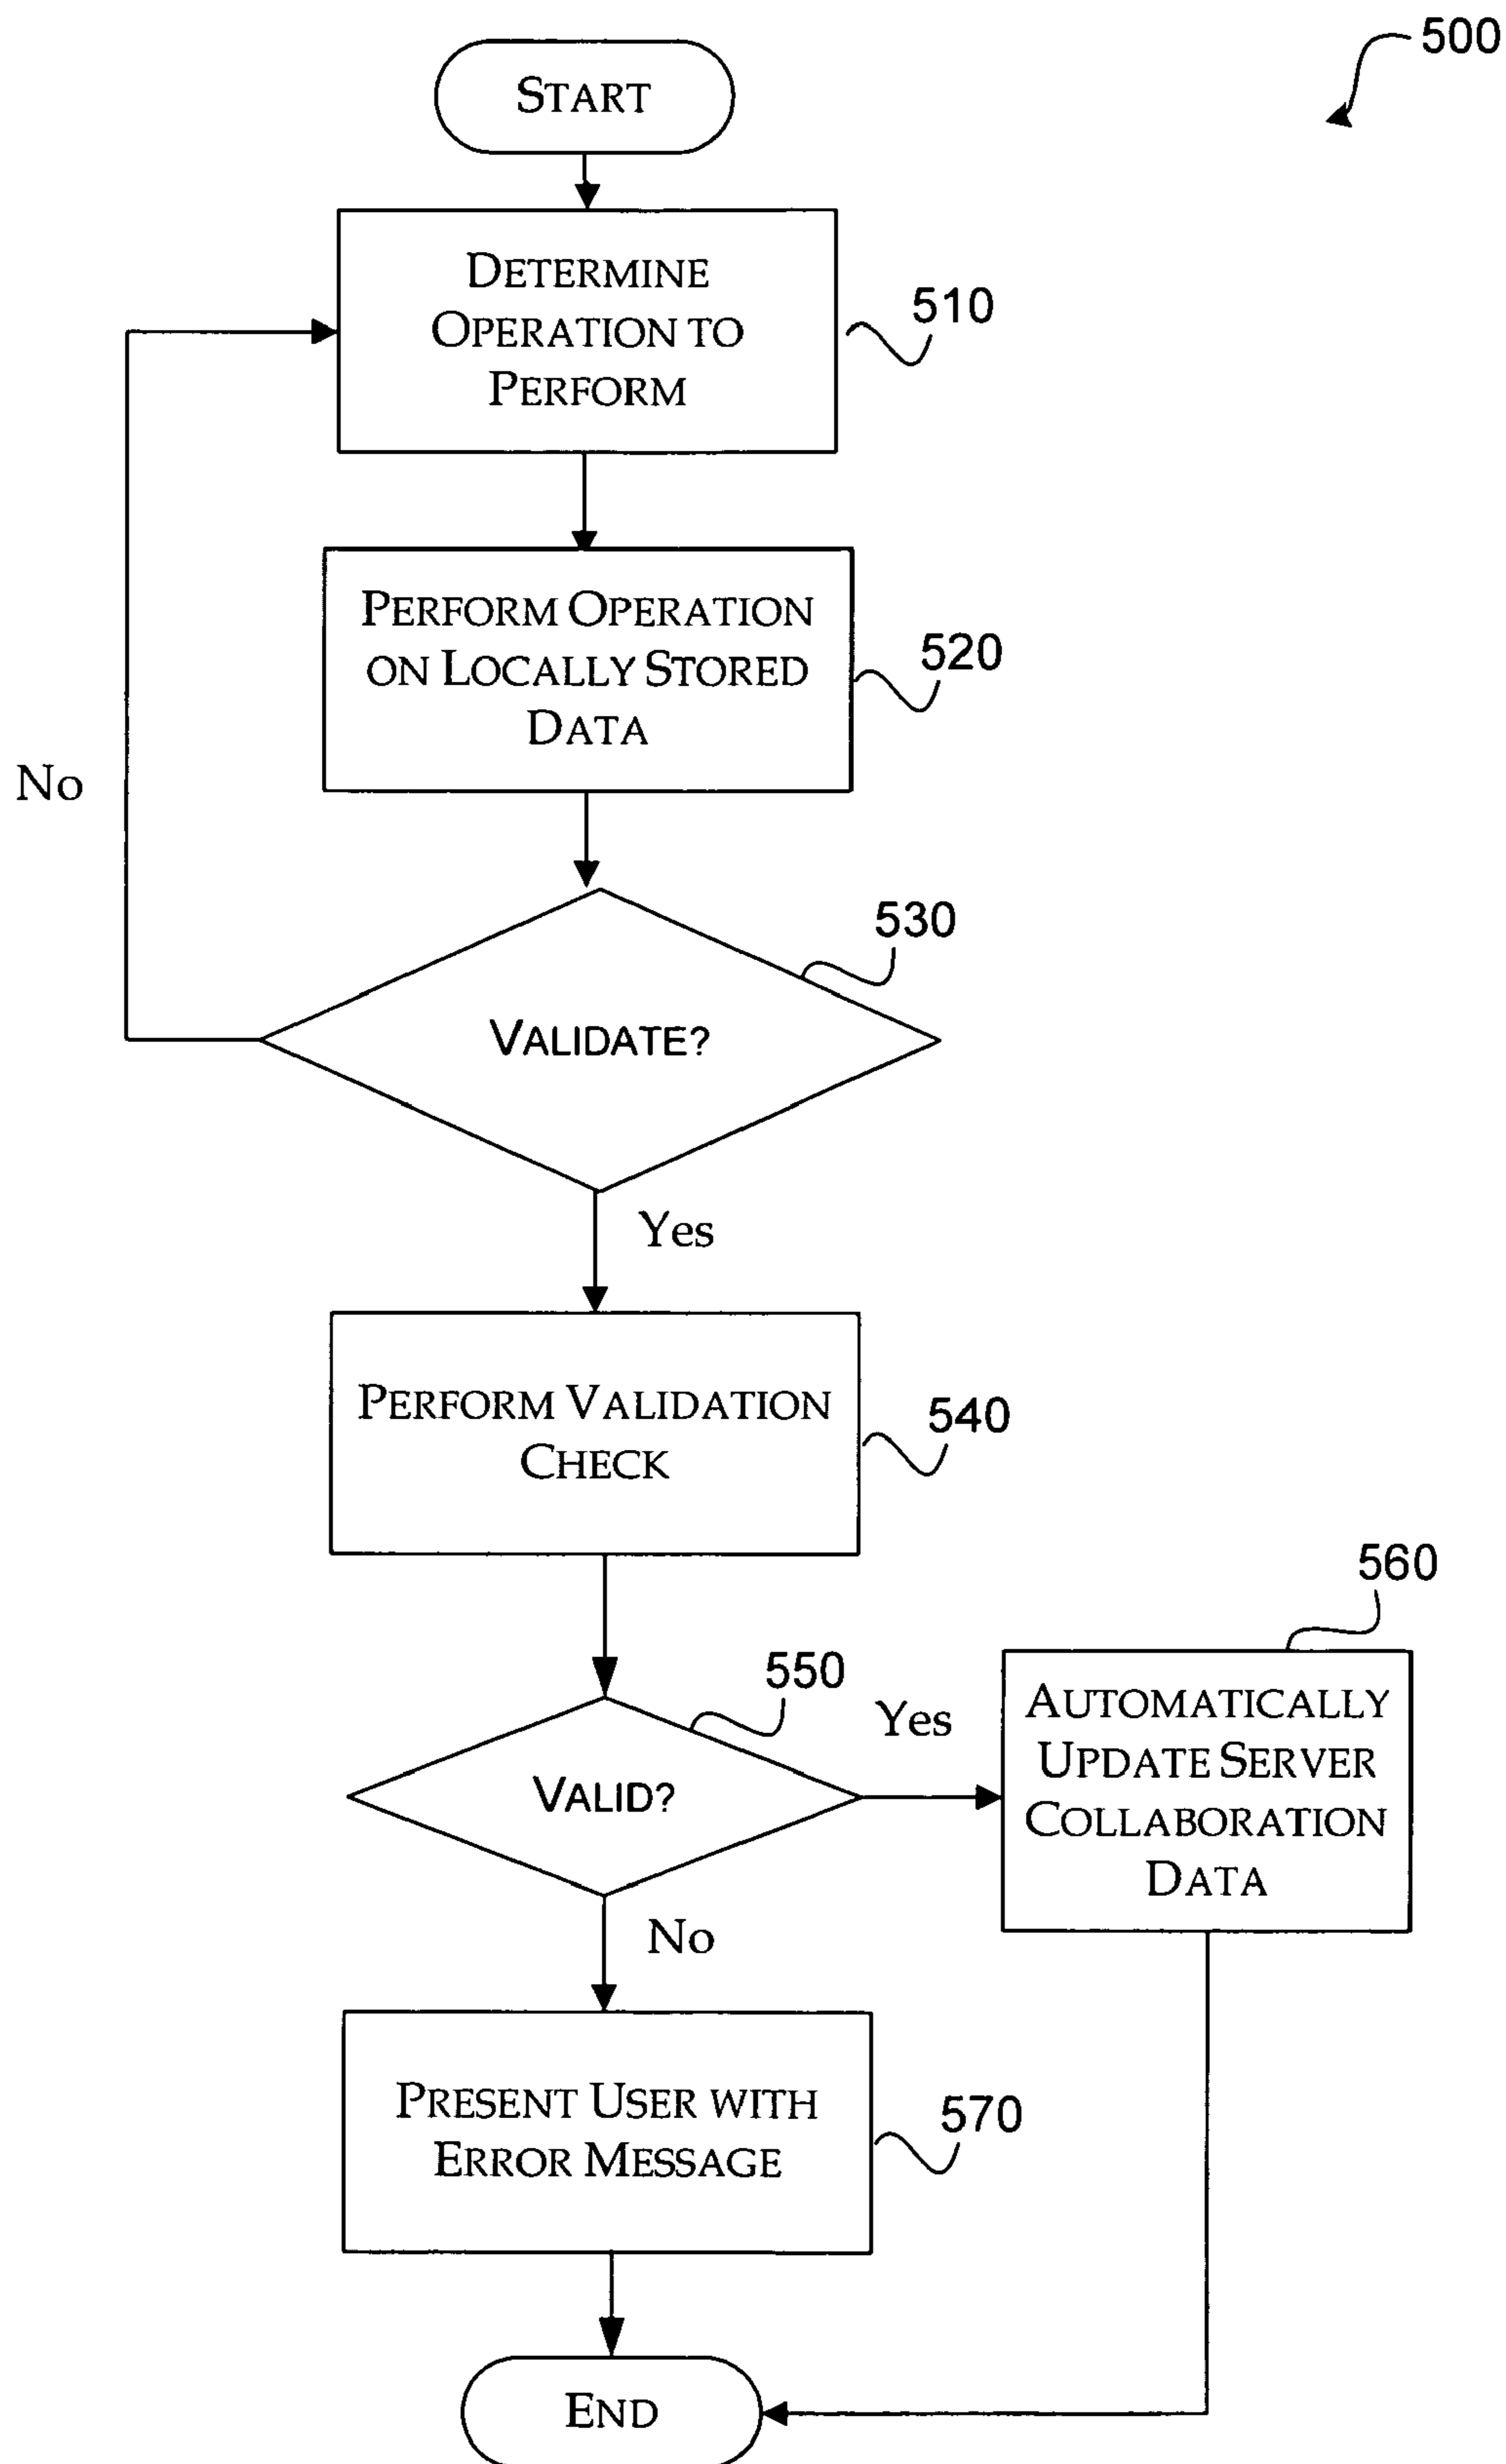 500
START
DETERMINE
OPERATION TO
PERFORM
510
PERFORM OPERATION
ON LOCALLY STORED
DATA
520
No
530
VALIDATE?
Yes
PERFORM VALIDATION
CHECK
540
550
VALID?
Yes
560
AUTOMATICALLY
UPDATE SERVER
COLLABORATION
DATA
No
PRESENT USER WITH
ERROR MESSAGE
570
END